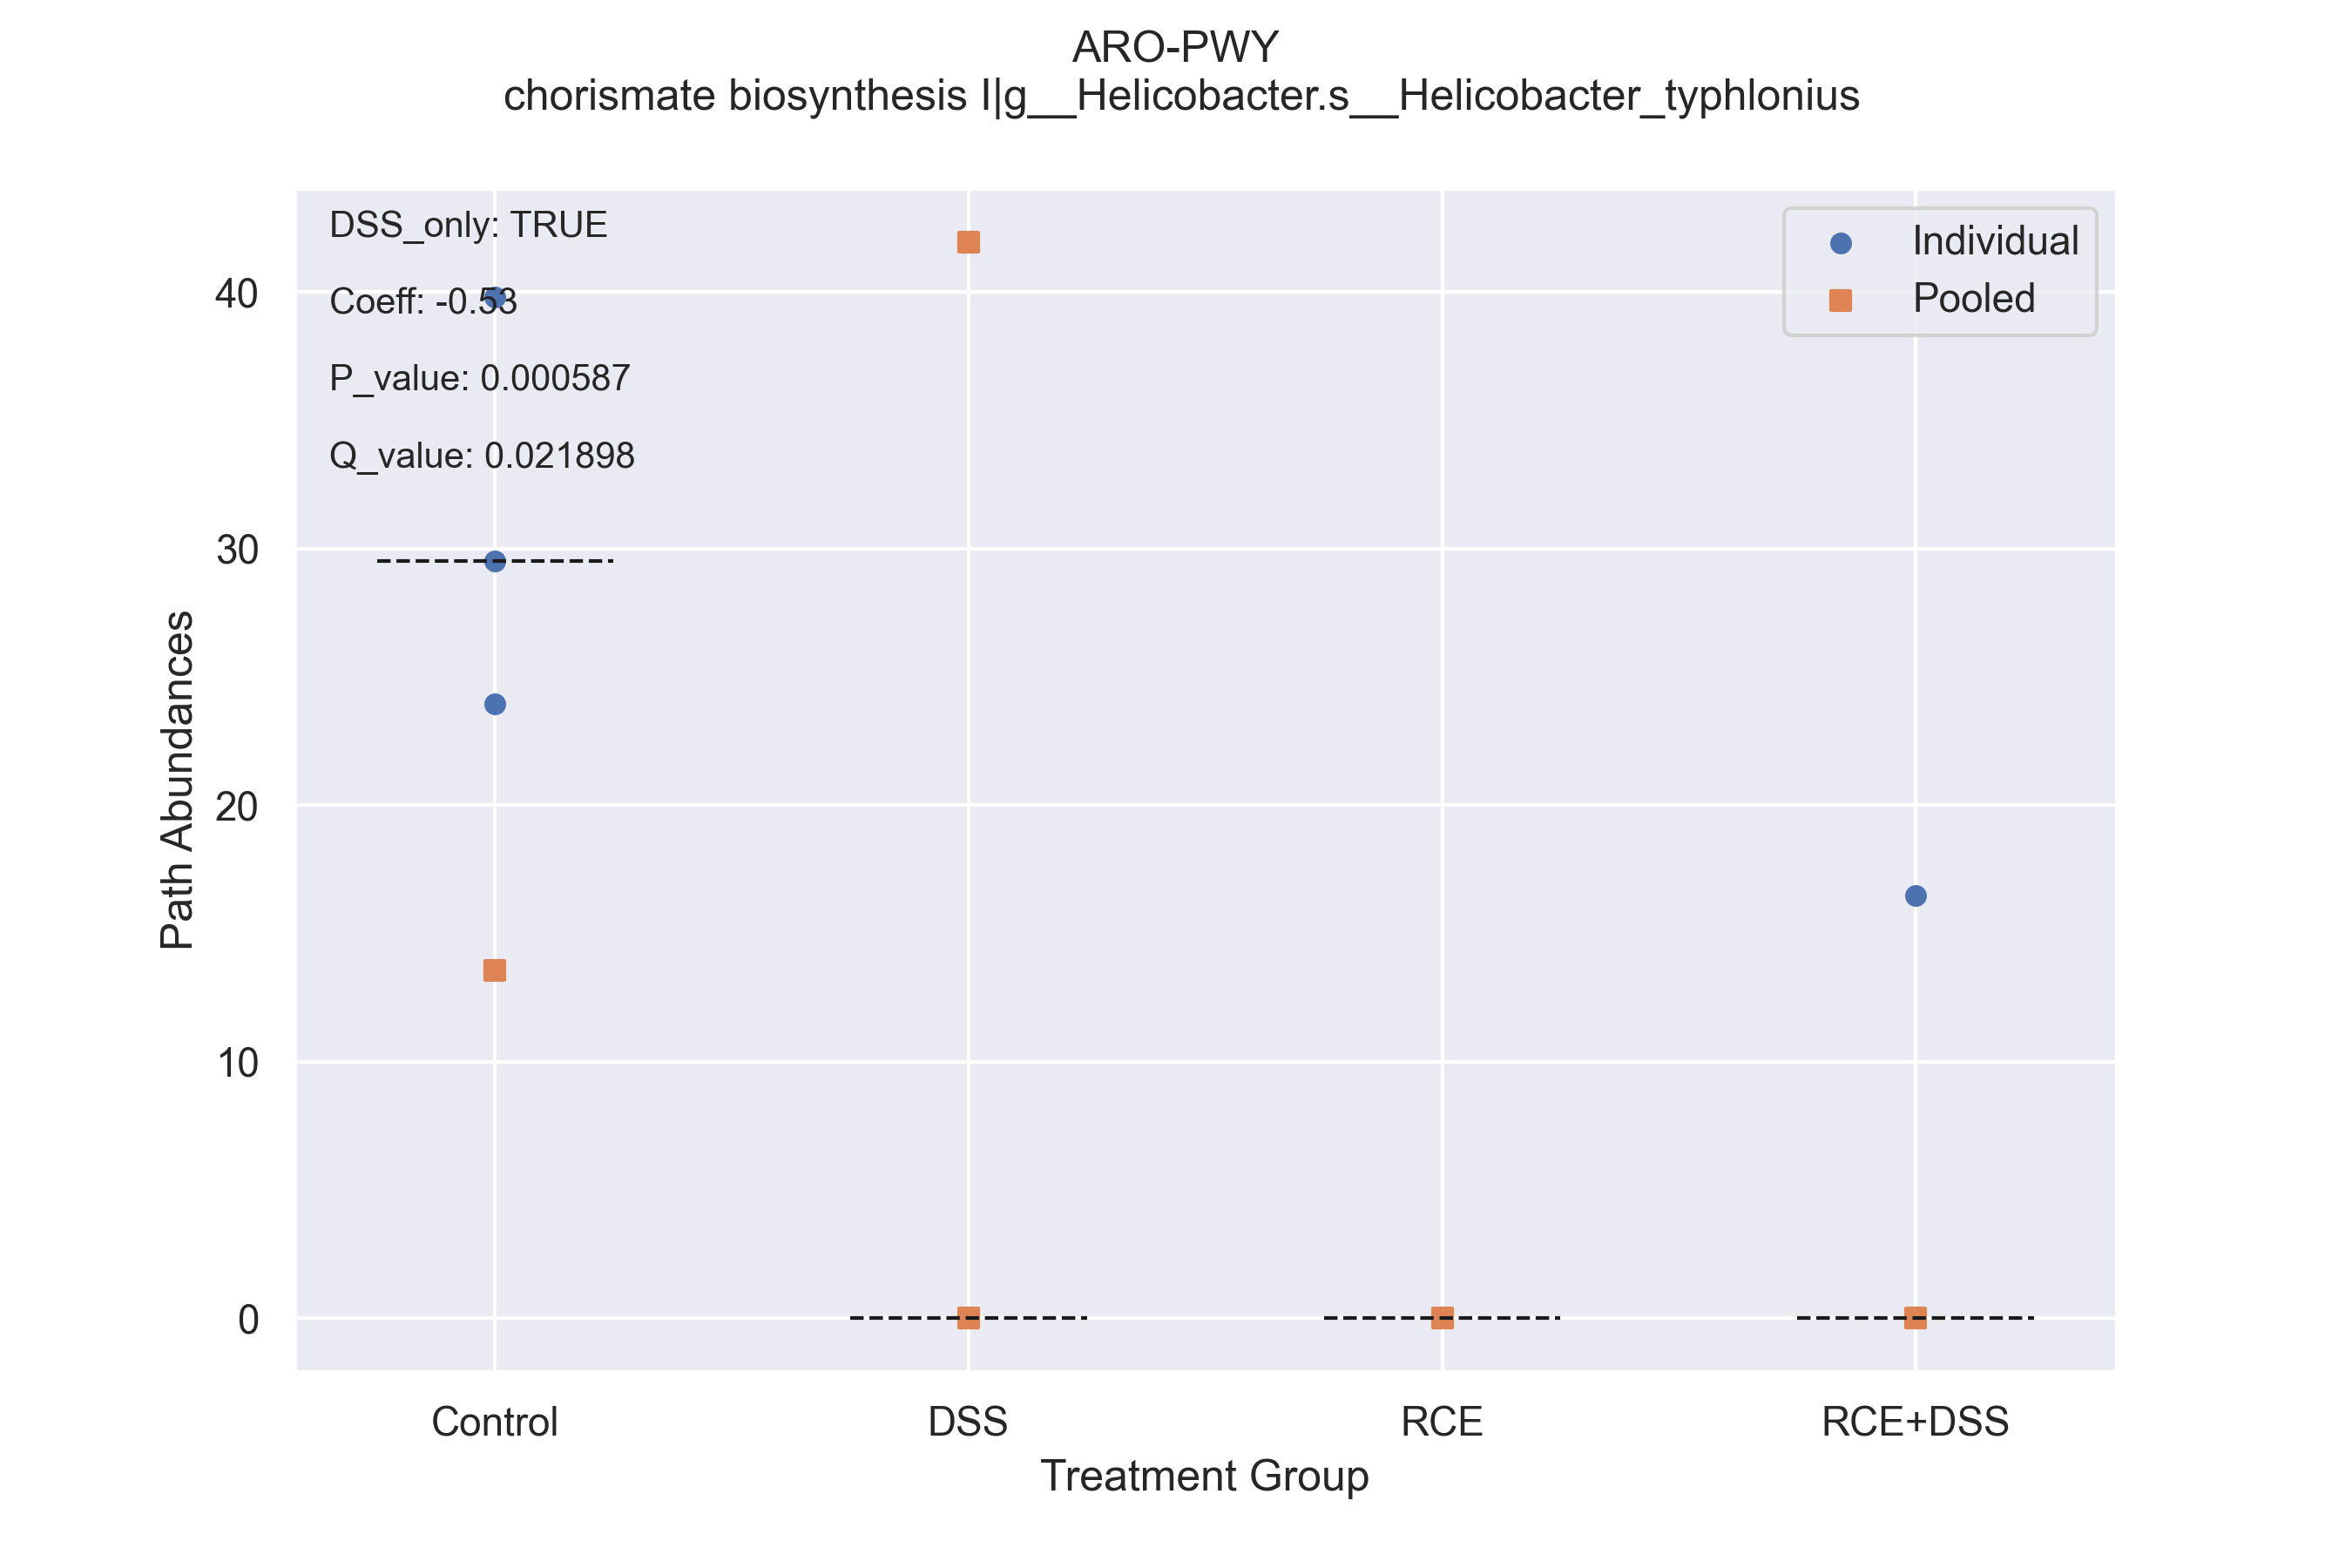 ARO-PWY
chorismate biosynthesis I|g__Helicobacter.s__Helicobacter_typhlonius
DSS_only: TRUE
Coeff: -0.53
P_value: 0.000587
Q_value: 0.021898
Individual
Pooled
40
30
20
10
0
Path Abundances
Control
DSS
RCE
RCE+DSS
Treatment Group